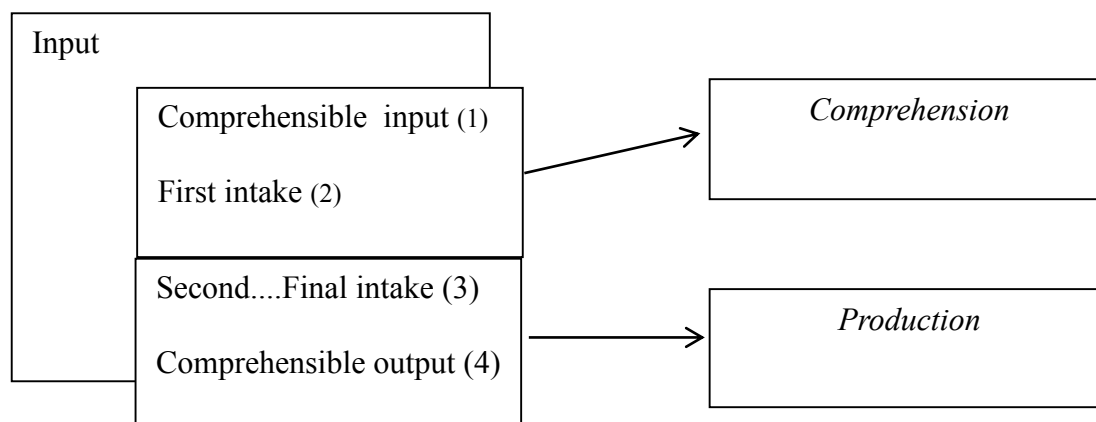 Input
Comprehensible input (1)
First intake (2)
Second....Final intake (3)
Comprehensible output (4)
Comprehension
Production